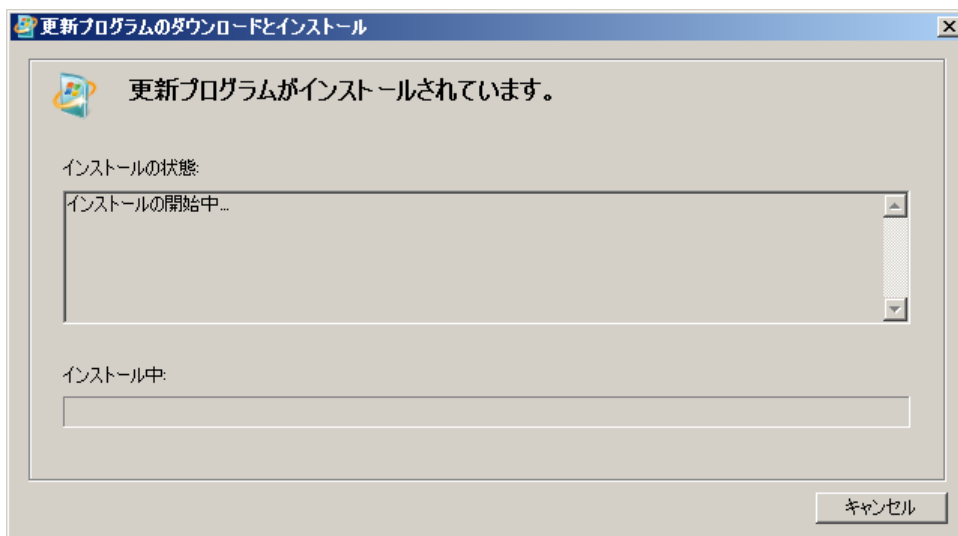 更新プログラムのダウンロードとインストール
更新プログラムがインストールされています。
インストールの状態:
インストールの開始中...
インストール中:
キャンセル